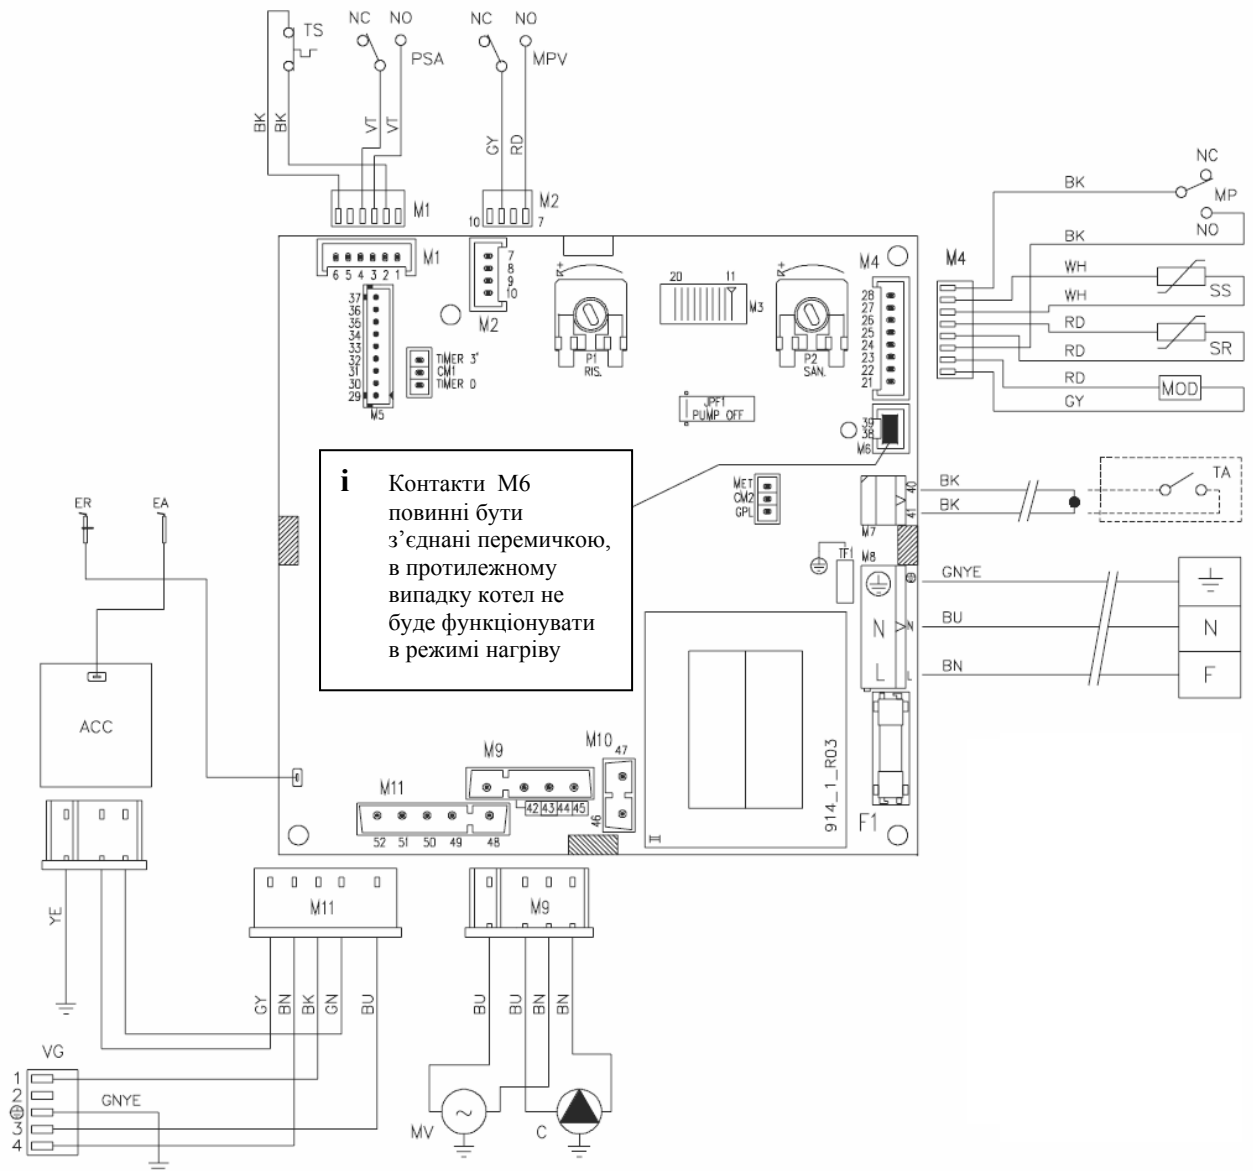 TS
NC NO
PSA
NC NO
MPV
BK
BK
VT
VT
GY
RD
M1
10 M2 7
NC
MP
NO
BK
BK
WH
WH
SS
RD
RD
SR
RD
GY
MOD
M4
M1
6 5 4 3 2 1
7
8
9
10
M2
37
36
35
34
33
32
31
30
29
M5
TIMER 3'
CM1
TIMER 0
+
P1
RIS.
20 11
M3
+
P2
SAN.
M4
28
27
26
25
24
23
22
21
JPF1
PUMP OFF
39
38
M6
i Контакти М6
повинні бути
з’єднані перемичкою,
в протилежному
випадку котел не
буде функціонувати
в режимі нагріву
MET
CM2
GPL
40
41
M7
BK
BK
TA
TF1
M8
N
L
N
L
GNYE
BU
BN
N
F
ER EA
ACC
914_1_R03
F1
M9
42 43 44 45
M10
47
46
M11
52 51 50 49 48
YE
M11
GY
BN
BK
GN
BU
M9
BU
BU
BN
BN
VG
1
2
3
4
GNYE
MV
~
C